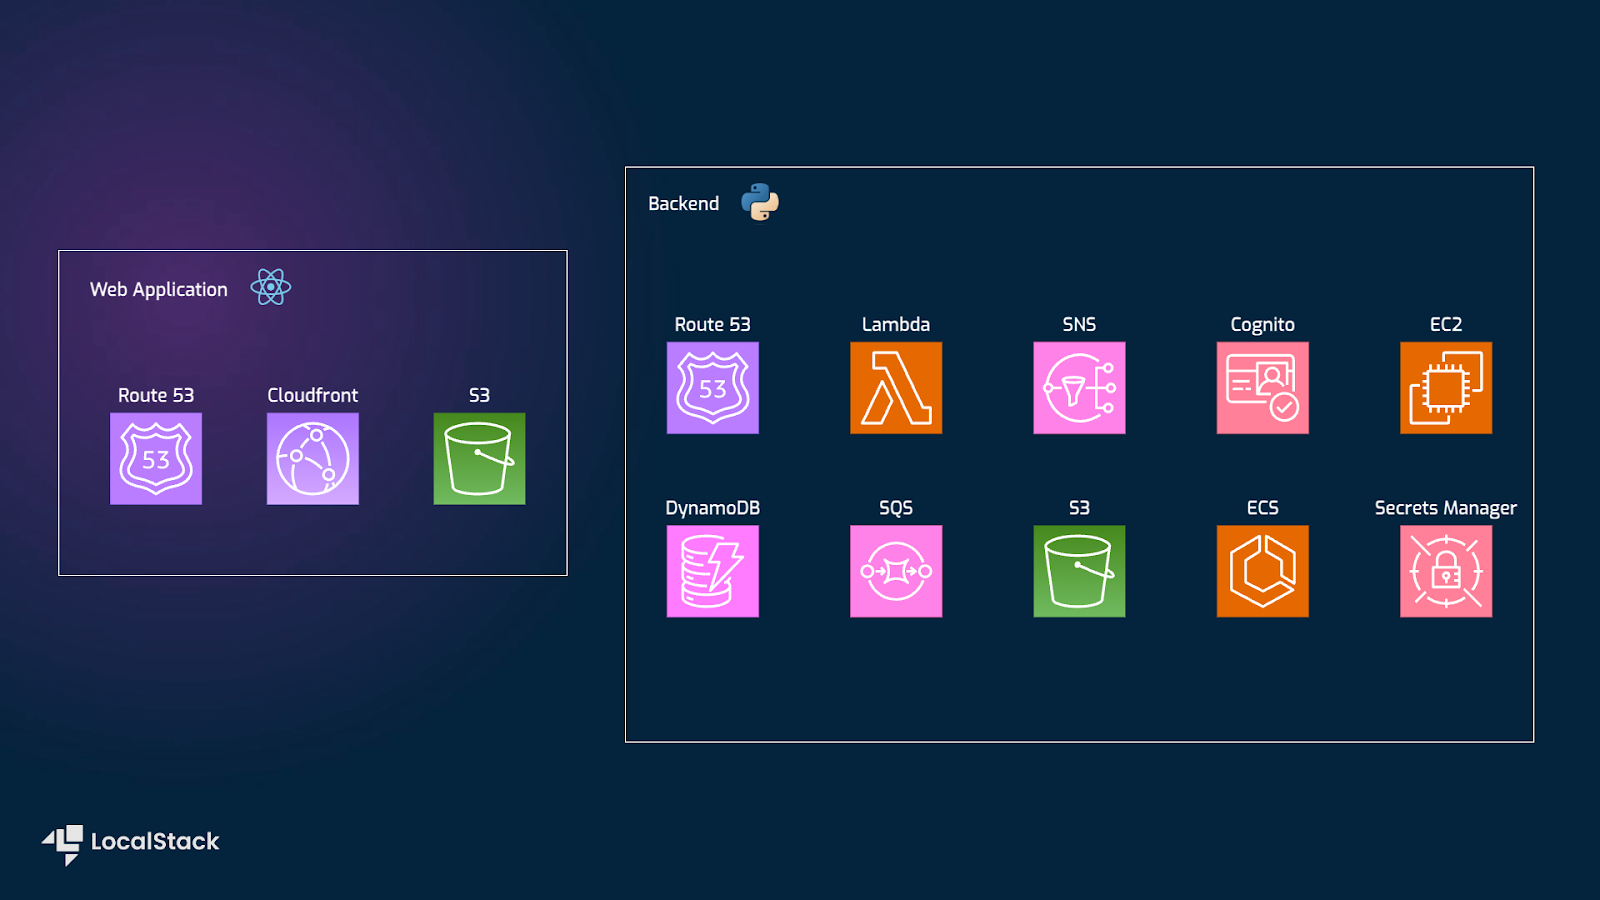 Backend
Web Application
Route 53
Cloudfront
S3
53
Route 53
Lambda
SNS
Cognito
EC2
53
DynamoDB
SQS
S3
ECS
Secrets Manager
LocalStack